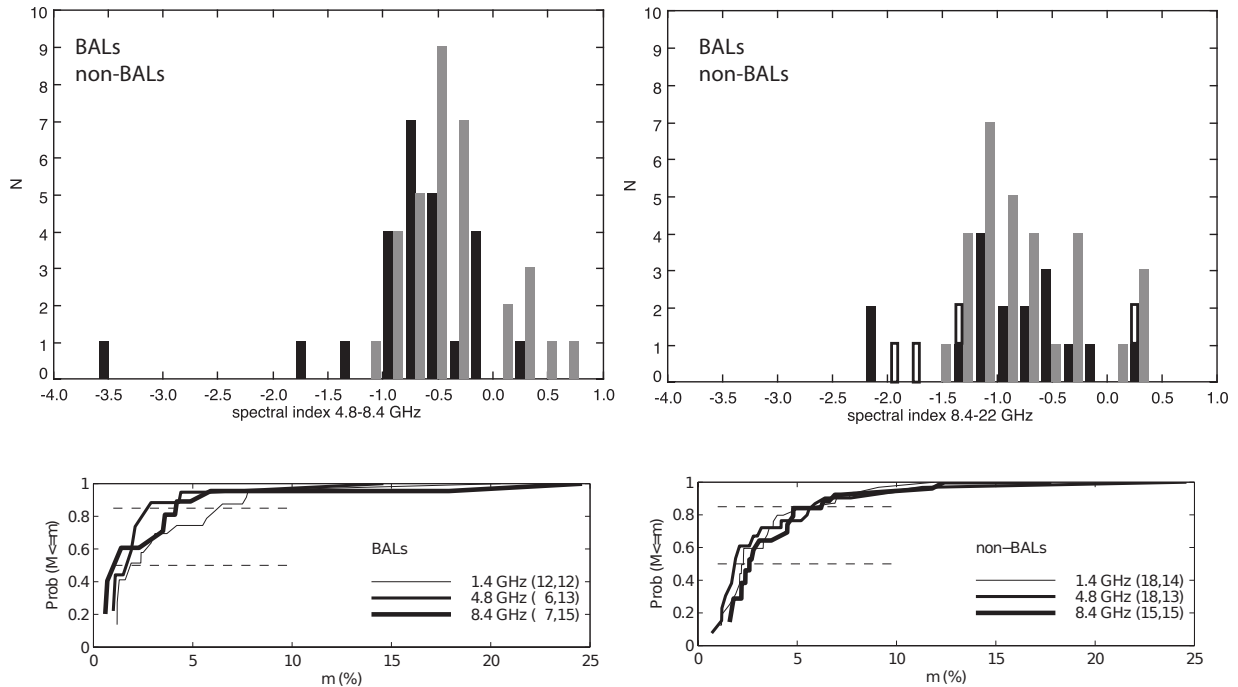 BALs
non-BALs
N
10
9
8
7
6
5
4
3
2
1
0
-4.0 -3.5 -3.0 -2.5 -2.0 -1.5 -1.0 -0.5 0.0 0.5 1.0
spectral index 4.8-8.4 GHz
BALs
non-BALs
N
10
9
8
7
6
5
4
3
2
1
0
-4.0 -3.5 -3.0 -2.5 -2.0 -1.5 -1.0 -0.5 0.0 0.5 1.0
spectral index 8.4-22 GHz
Prob (M<=m)
1
0.8
0.6
0.4
0.2
0
0 5 10 15 20 25
m (%)
BALs
1.4 GHz (12,12)
4.8 GHz ( 6,13)
8.4 GHz ( 7,15)
Prob (M<=m)
1
0.8
0.6
0.4
0.2
0
0 5 10 15 20 25
m (%)
non-BALs
1.4 GHz (18,14)
4.8 GHz (18,13)
8.4 GHz (15,15)